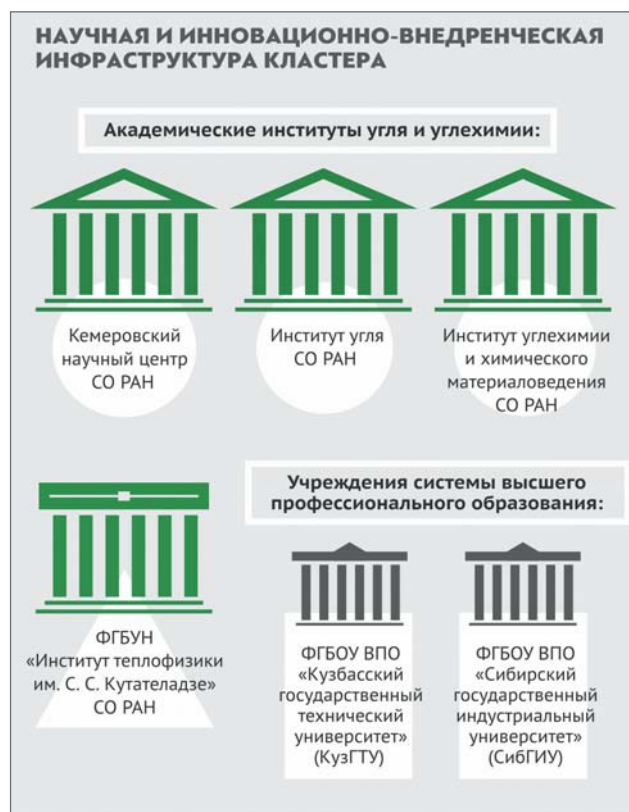 НАУЧНАЯ И ИННОВАЦИОННО-ВНЕДРЕНЧЕСКАЯ
ИНФРАСТРУКТУРА КЛАСТЕРА
Академические институты угля и углехимии:
Кемеровский
научный центр
СО РАН
Институт угля
СО РАН
Институт углехимии
и химического
материаловедения
СО РАН
ФГБУН
«Институт теплофизики
им. С. С. Кутателадзе»
СО РАН
Учреждения системы высшего
профессионального образования:
ФГБОУ ВПО
«Кузбасский
государственный
технический
университет»
(КузГТУ)
ФГБОУ ВПО
«Сибирский
государственный
индустриальный
университет»
(СибГИУ)